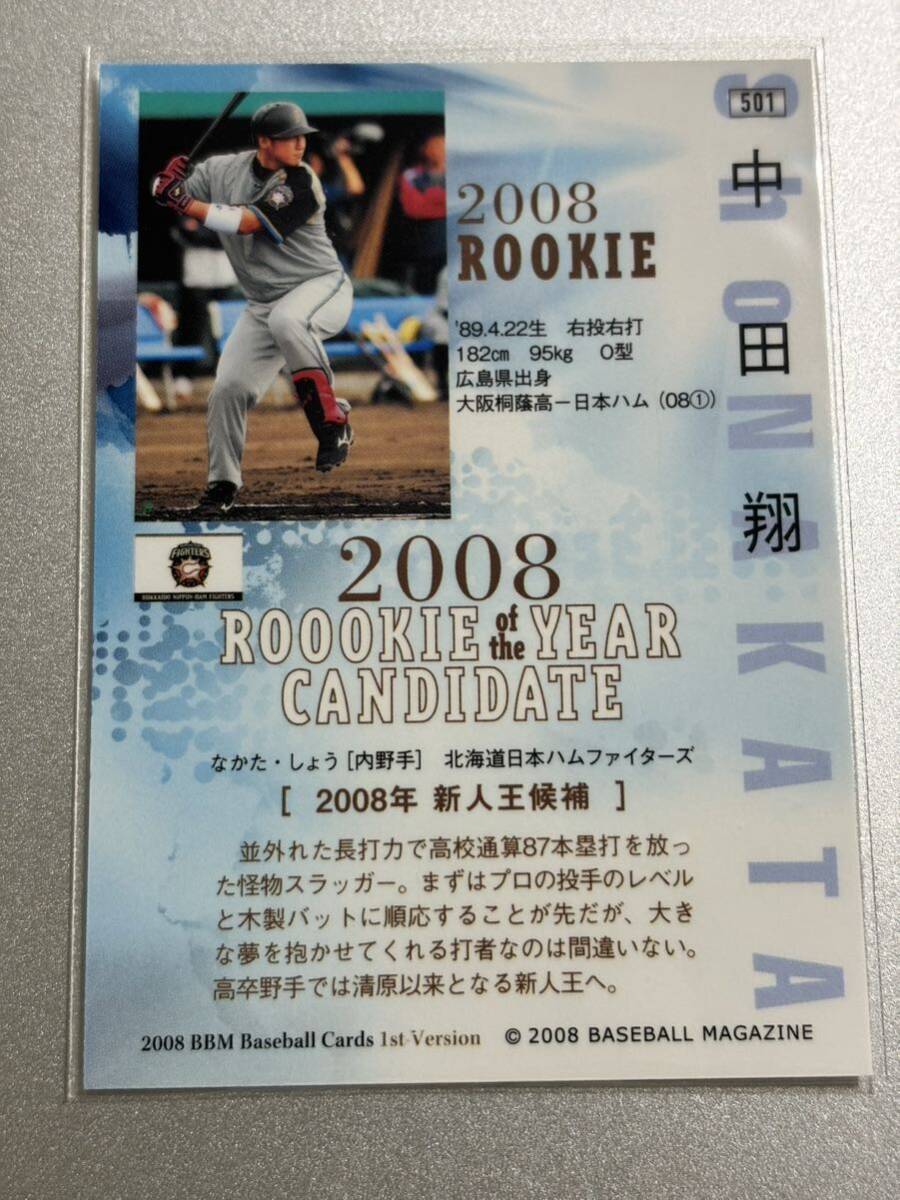 501
中田翔
Sho NAKATA
2008
ROOKIE
'89.4.22生 右投右打
182cm 95kg O型
広島県出身
大阪桐蔭高－日本ハム (08①)
FIGHTERS
HOKKAIDO NIPPON-HAM FIGHTERS
2008
ROOOKIE of the YEAR
CANDIDATE
なかた・しょう [内野手] 北海道日本ハムファイターズ
[ 2008年 新人王候補 ]
並外れた長打力で高校通算87本塁打を放っ
た怪物スラッガー。まずはプロの投手のレベル
と木製バットに順応することが先だが、大き
な夢を抱かせてくれる打者なのは間違いない。
高卒野手では清原以来となる新人王へ。
2008 BBM Baseball Cards 1st Version © 2008 BASEBALL MAGAZINE